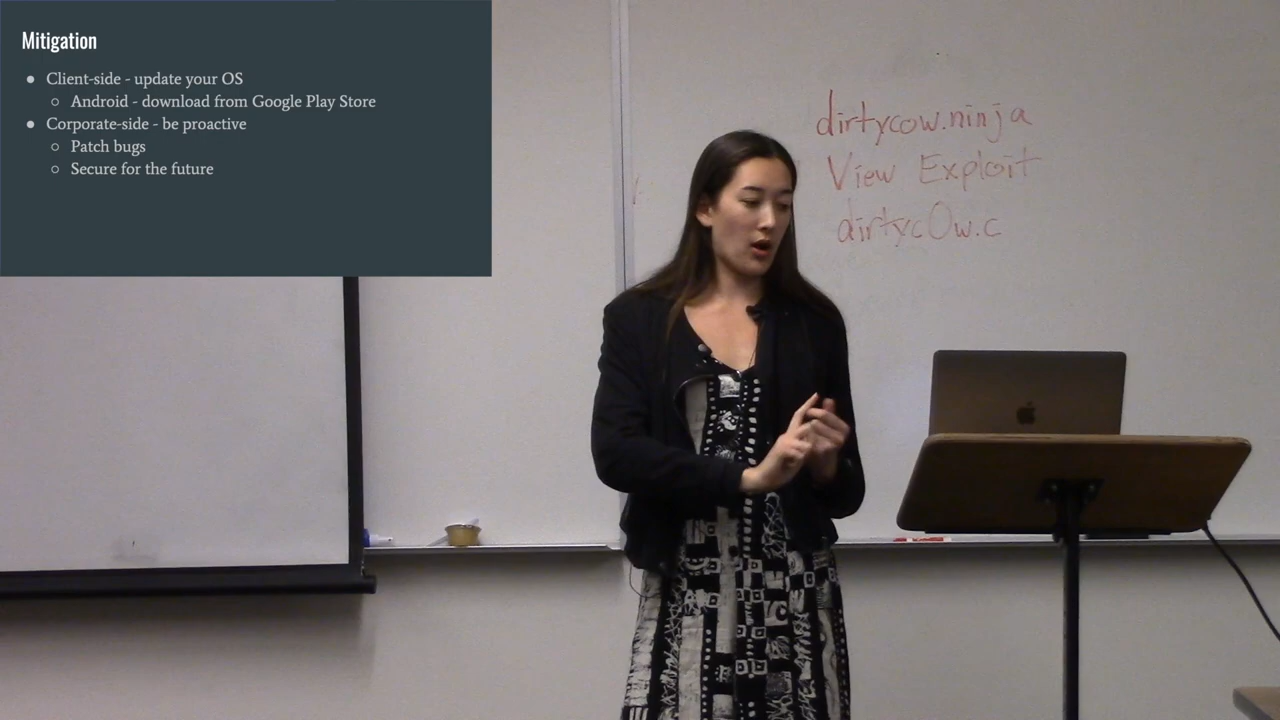 Mitigation
● Client-side - update your OS
○ Android - download from Google Play Store
● Corporate-side - be proactive
○ Patch bugs
○ Secure for the future
dirtycow.ninja
View Exploit
dirtyc0w.c